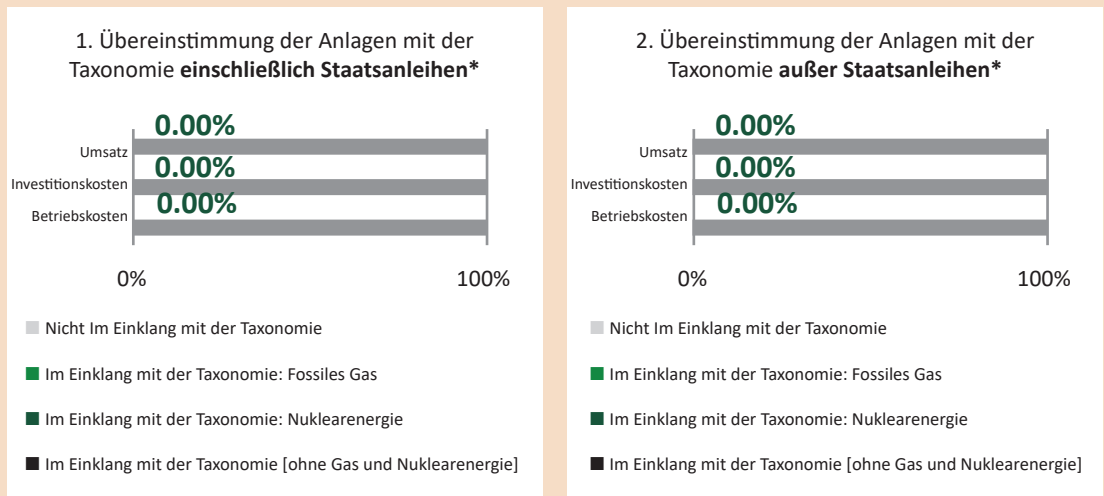 1. Übereinstimmung der Anlagen mit der
Taxonomie einschließlich Staatsanleihen*
0.00%
Umsatz
0.00%
Investitionskosten
0.00%
Betriebskosten
0%
100%
Nicht Im Einklang mit der Taxonomie
Im Einklang mit der Taxonomie: Fossiles Gas
Im Einklang mit der Taxonomie: Nuklearenergie
Im Einklang mit der Taxonomie [ohne Gas und Nuklearenergie]
2. Übereinstimmung der Anlagen mit der
Taxonomie außer Staatsanleihen*
0.00%
Umsatz
0.00%
Investitionskosten
0.00%
Betriebskosten
0%
100%
Nicht Im Einklang mit der Taxonomie
Im Einklang mit der Taxonomie: Fossiles Gas
Im Einklang mit der Taxonomie: Nuklearenergie
Im Einklang mit der Taxonomie [ohne Gas und Nuklearenergie]